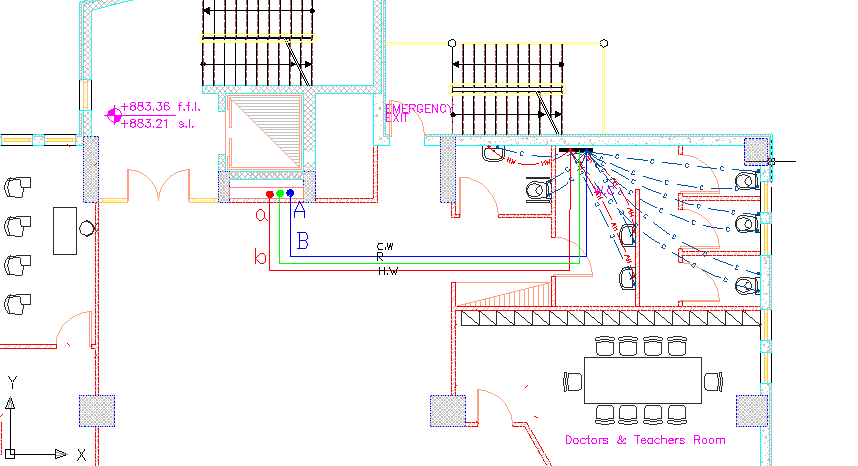 +883.36 f.f.l.
+883.21 s.l.
EMERGENCY
EXIT
W.C
a
A
b
B
C.W
R
H.W
Y
X
Doctors & Teachers Room